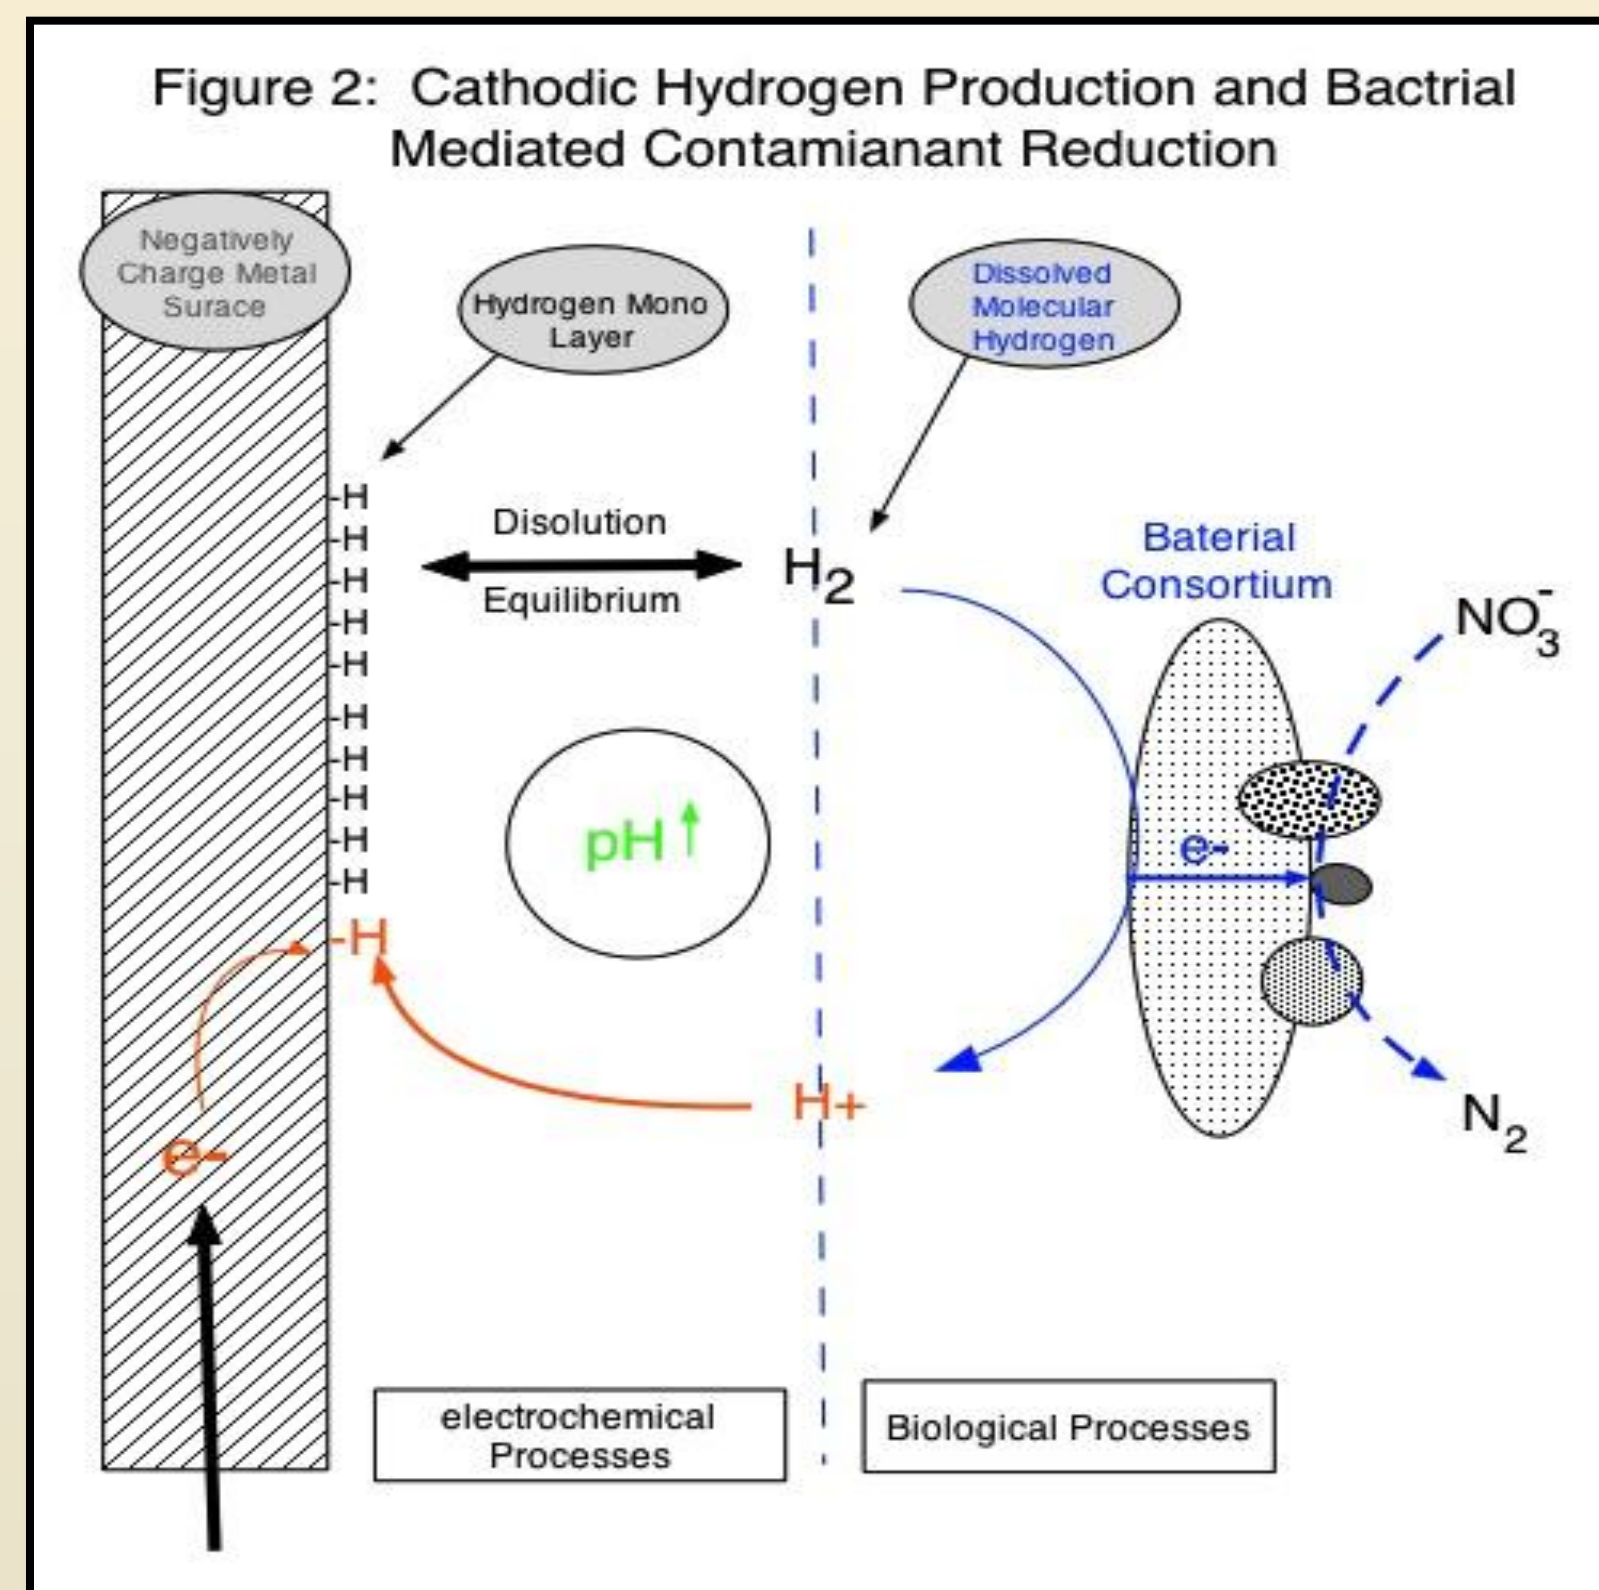 Figure 2: Cathodic Hydrogen Production and Bactrial
Mediated Contamianant Reduction
Negatively
Charge Metal
Surace
Hydrogen Mono
Layer
Dissolved
Molecular
Hydrogen
-H
-H
-H
-H
-H
-H
-H
-H
-H
-H
-H
Disolution
Equilibrium
H2
Baterial
Consortium
NO3-
pH
e-
e-
H+
N2
electrochemical
Processes
Biological Processes